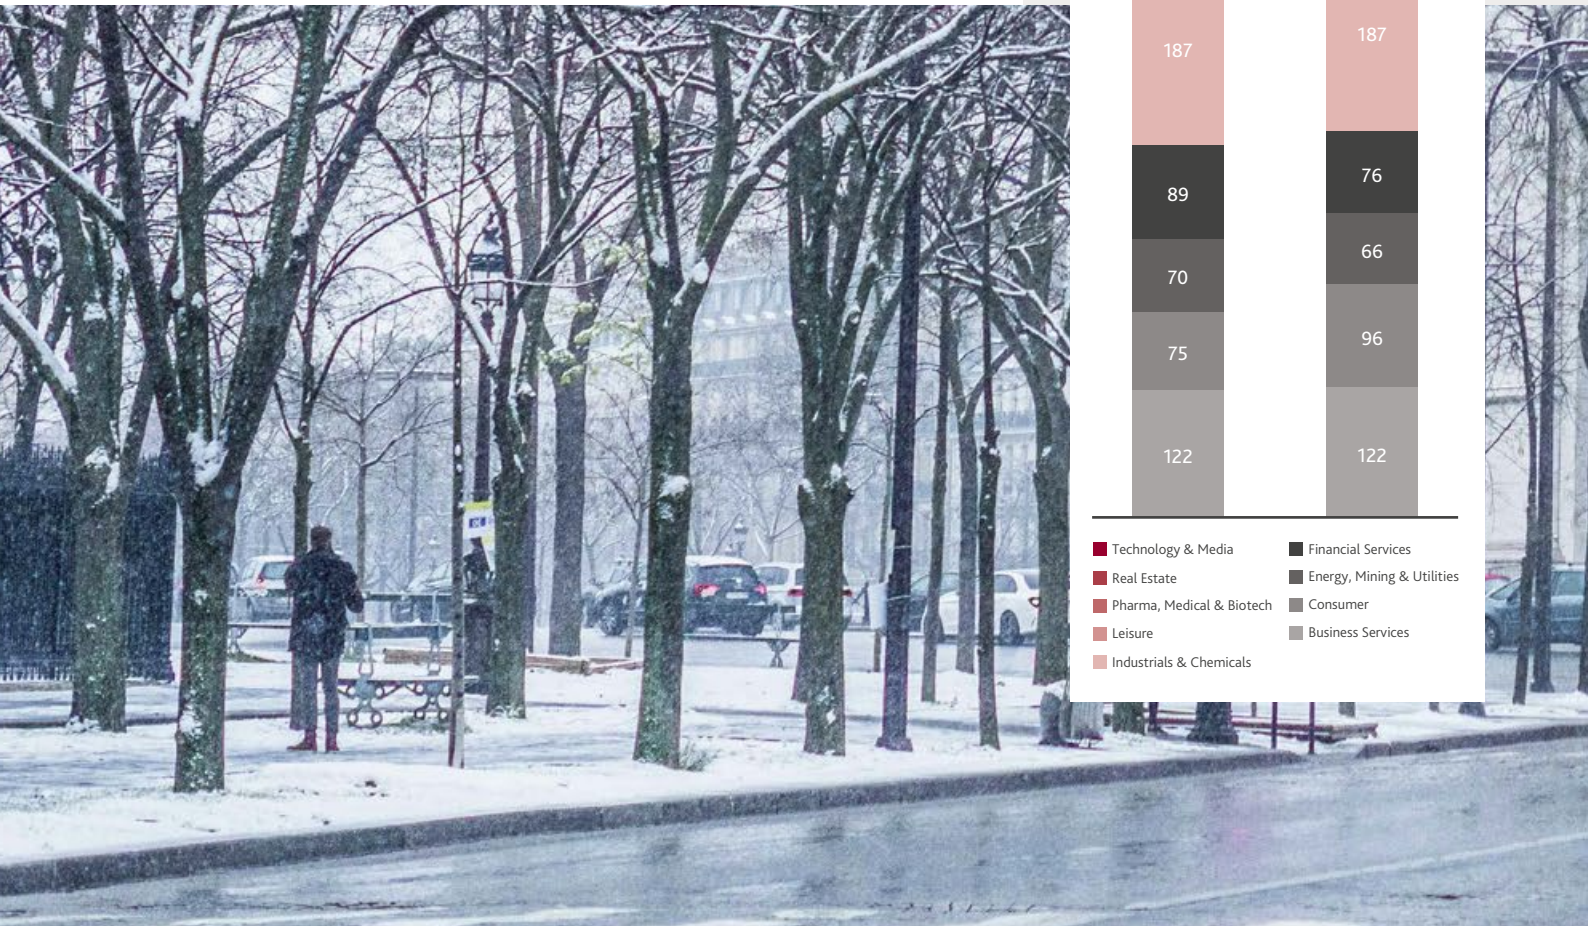 187 187
89 76
70 66
75 96
122 122
Technology & Media
Real Estate
Pharma, Medical & Biotech
Leisure
Industrials & Chemicals
Financial Services
Energy, Mining & Utilities
Consumer
Business Services